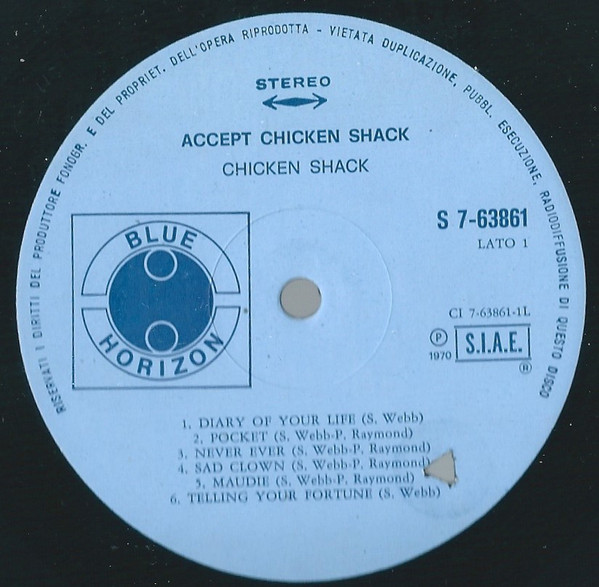 RISERVATI I DIRITTI DEL PRODUTTORE FONOGR. E DEL PROPRIET. DELL'OPERA RIPRODOTTA - VIETATA DUPLICAZIONE, PUBBL. ESECUZIONE, RADIODIFFUSIONE DI QUESTO DISCO
STEREO
ACCEPT CHICKEN SHACK
CHICKEN SHACK
BLUE
HORIZON
S 7-63861
LATO 1
CI 7-63861-1L
Ⓟ
1970
S.I.A.E.
®
1. DIARY OF YOUR LIFE (S. Webb)
2. POCKET (S. Webb-P. Raymond)
3. NEVER EVER (S. Webb-P. Raymond)
4. SAD CLOWN (S. Webb-P. Raymond)
5. MAUDIE (S. Webb-P. Raymond)
6. TELLING YOUR FORTUNE (S. Webb)